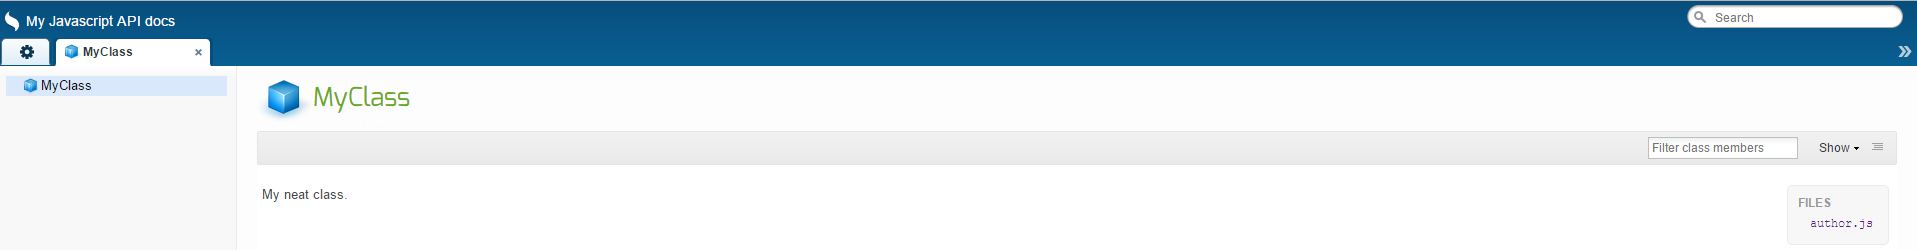 My Javascript API docs
Search
MyClass
MyClass
MyClass
Filter class members
Show
My neat class.
FILES
author.js